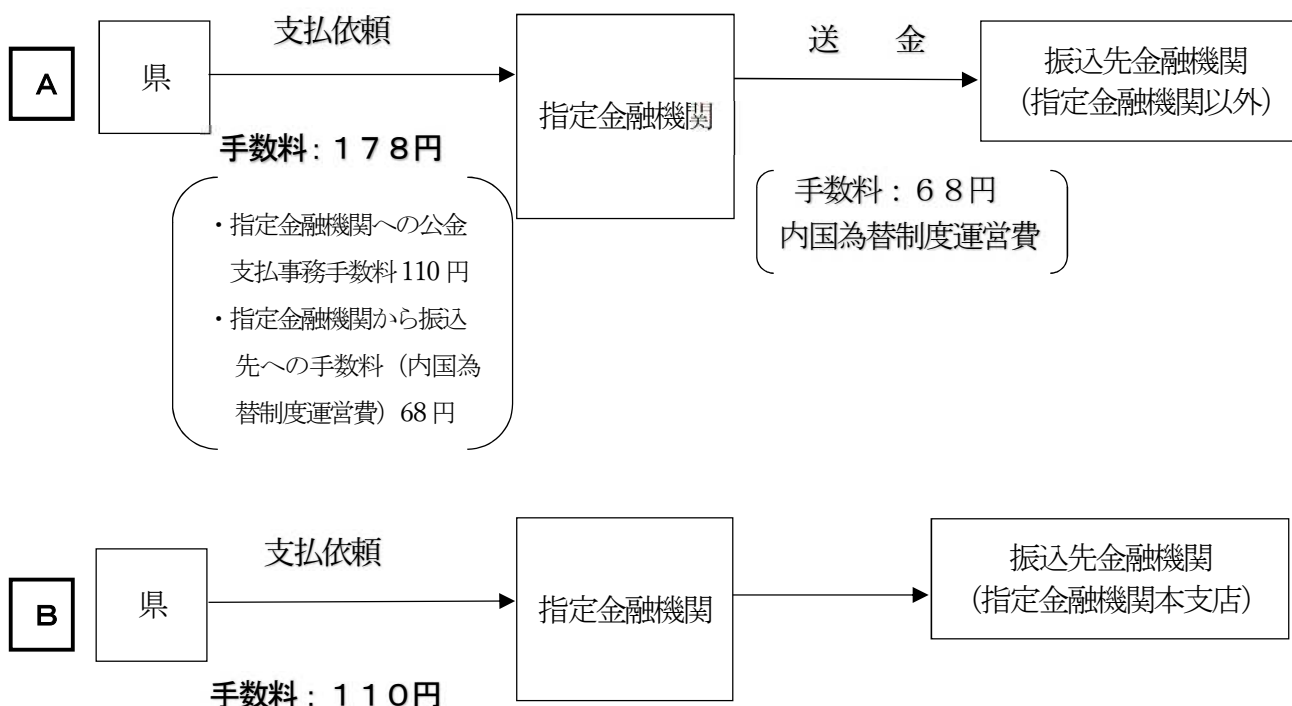 A
県
支払依頼
手数料：１７８円
・指定金融機関への公金
支払事務手数料 110 円
・指定金融機関から振込
先への手数料（内国為
替制度運営費）68 円
指定金融機関
送　金
手数料：６８円
内国為替制度運営費
振込先金融機関
（指定金融機関以外）
B
県
支払依頼
手数料：１１０円
指定金融機関
振込先金融機関
（指定金融機関本支店）